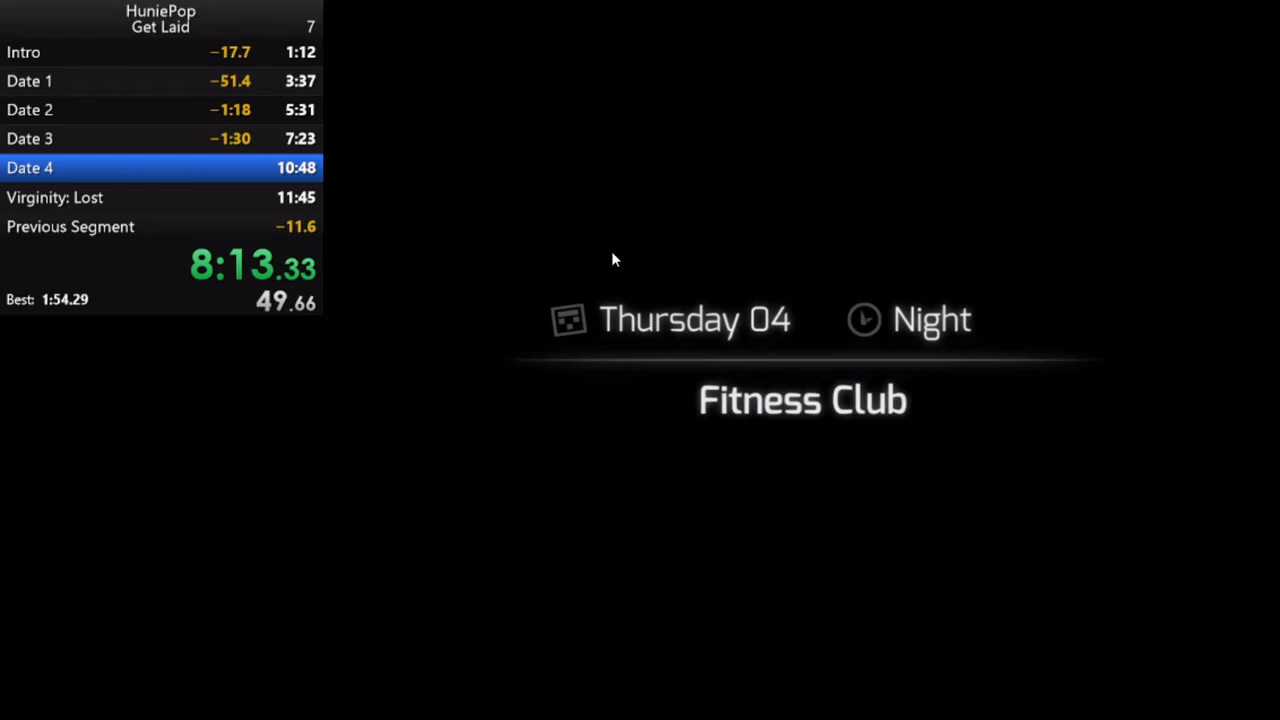 HuniePop
Get Laid 7
Intro -17.7 1:12
Date 1 -51.4 3:37
Date 2 -1:18 5:31
Date 3 -1:30 7:23
Date 4 10:48
Virginity: Lost 11:45
Previous Segment -11.6
8:13.33
Best: 1:54.29 49.66
Thursday 04 Night
Fitness Club